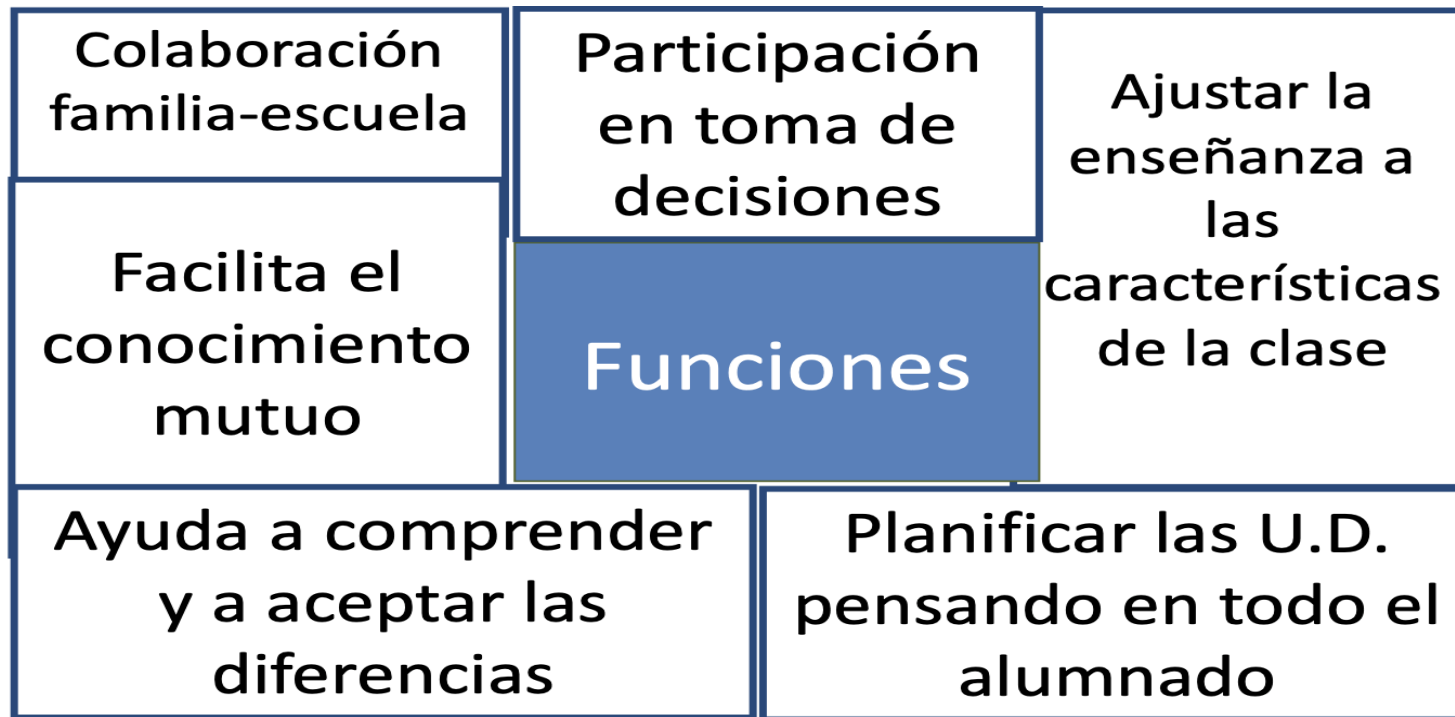 Colaboración
familia-escuela
Participación
en toma de
decisiones
Ajustar la
enseñanza a
las
características
de la clase
Facilita el
conocimiento
mutuo
Funciones
Ayuda a comprender
y a aceptar las
diferencias
Planificar las U.D.
pensando en todo el
alumnado